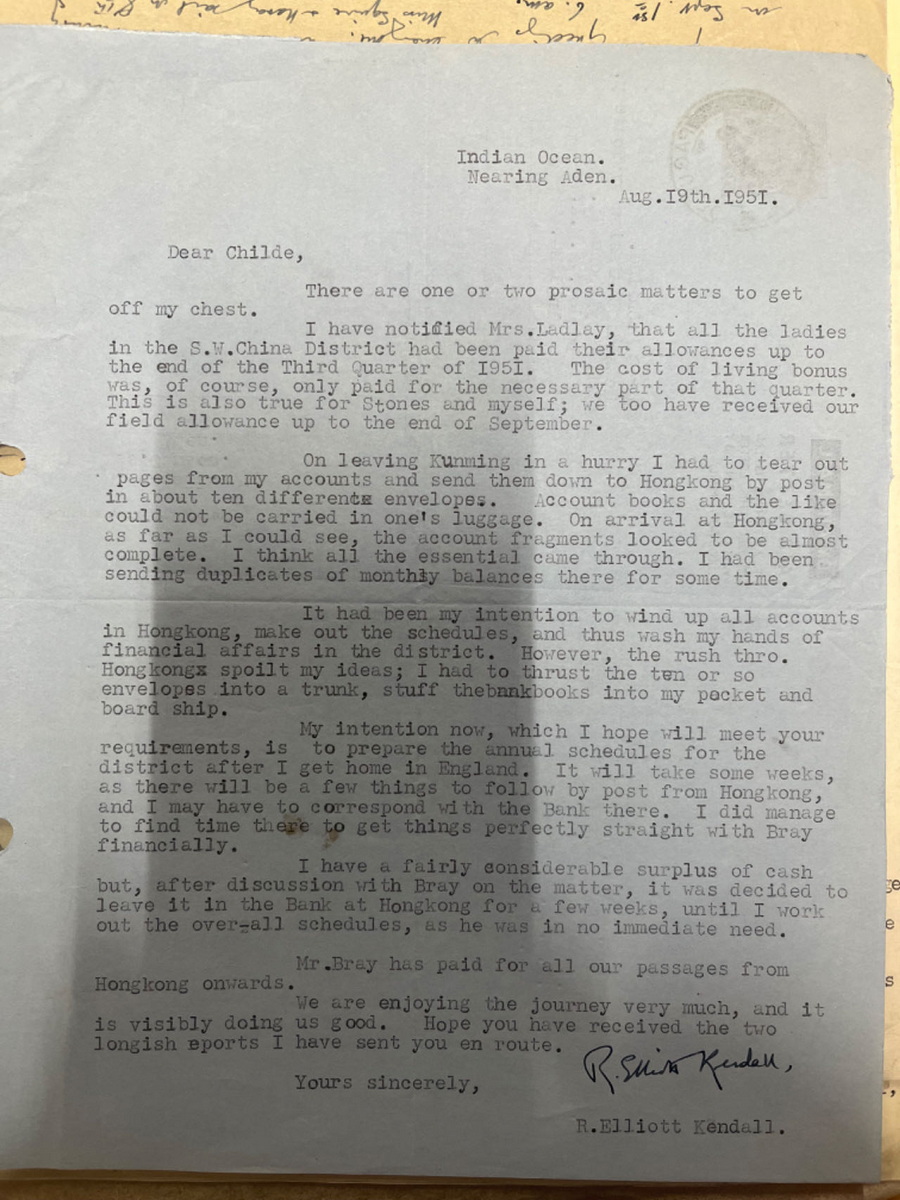 Indian Ocean.
Nearing Aden.
Aug.I9th.I95I.
Dear Childe,
There are one or two prosaic matters to get
off my chest.
I have notified Mrs.Ladlay, that all the ladies
in the S.W.China District had been paid their allowances up to
the end of the Third Quarter of I95I. The cost of living bonus
was, of course, only paid for the necessary part of that quarter.
This is also true for Stones and myself; we too have received our
field allowance up to the end of September.
On leaving Kunming in a hurry I had to tear out
pages from my accounts and send them down to Hongkong by post
in about ten differentx envelopes. Account books and the like
could not be carried in one's luggage. On arrival at Hongkong,
as far as I could see, the account fragments looked to be almost
complete. I think all the essential came through. I had been
sending duplicates of monthly balances there for some time.
It had been my intention to wind up all accounts
in Hongkong, make out the schedules, and thus wash my hands of
financial affairs in the district. However, the rush thro.
Hongkongx spoilt my ideas; I had to thrust the ten or so
envelopes into a trunk, stuff thebankbooks into my pocket and
board ship.
My intention now, which I hope will meet your
requirements, is to prepare the annual schedules for the
district after I get home in England. It will take some weeks,
as there will be a few things to follow by post from Hongkong,
and I may have to correspond with the Bank there. I did manage
to find time there to get things perfectly straight with Bray
financially.
I have a fairly considerable surplus of cash
but, after discussion with Bray on the matter, it was decided to
leave it in the Bank at Hongkong for a few weeks, until I work
out the over-all schedules, as he was in no immediate need.
Mr.Bray has paid for all our passages from
Hongkong onwards.
We are enjoying the journey very much, and it
is visibly doing us good. Hope you have received the two
longish eports I have sent you en route.
R. Elliott Kendall,
Yours sincerely,
R.Elliott Kendall.